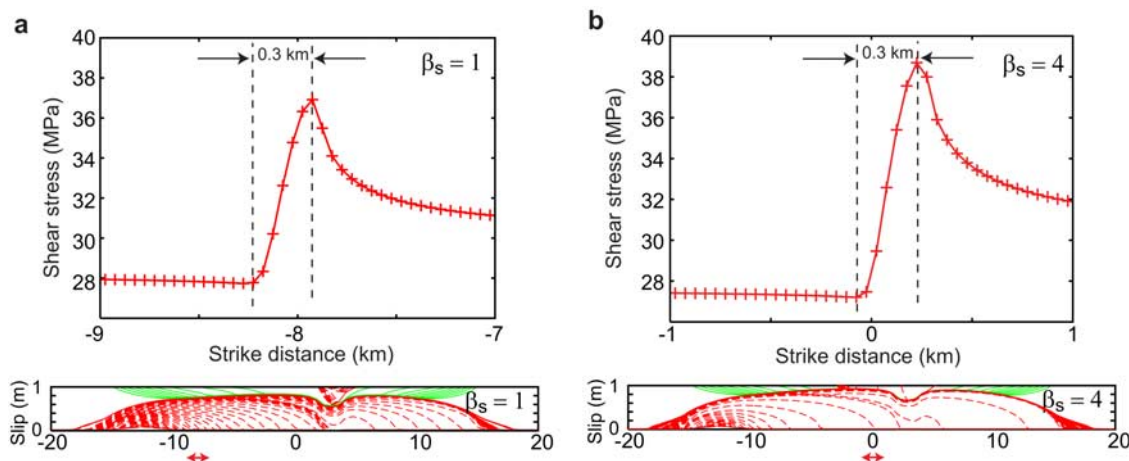 a
40
38
36
34
32
30
28
Shear stress (MPa)
0.3 km
βs = 1
-9
-8
-7
Strike distance (km)
Slip (m)
1
0
βs = 1
-20
-10
0
10
20
b
40
38
36
34
32
30
28
Shear stress (MPa)
0.3 km
βs = 4
-1
0
1
Strike distance (km)
Slip (m)
1
0
βs = 4
-20
-10
0
10
20